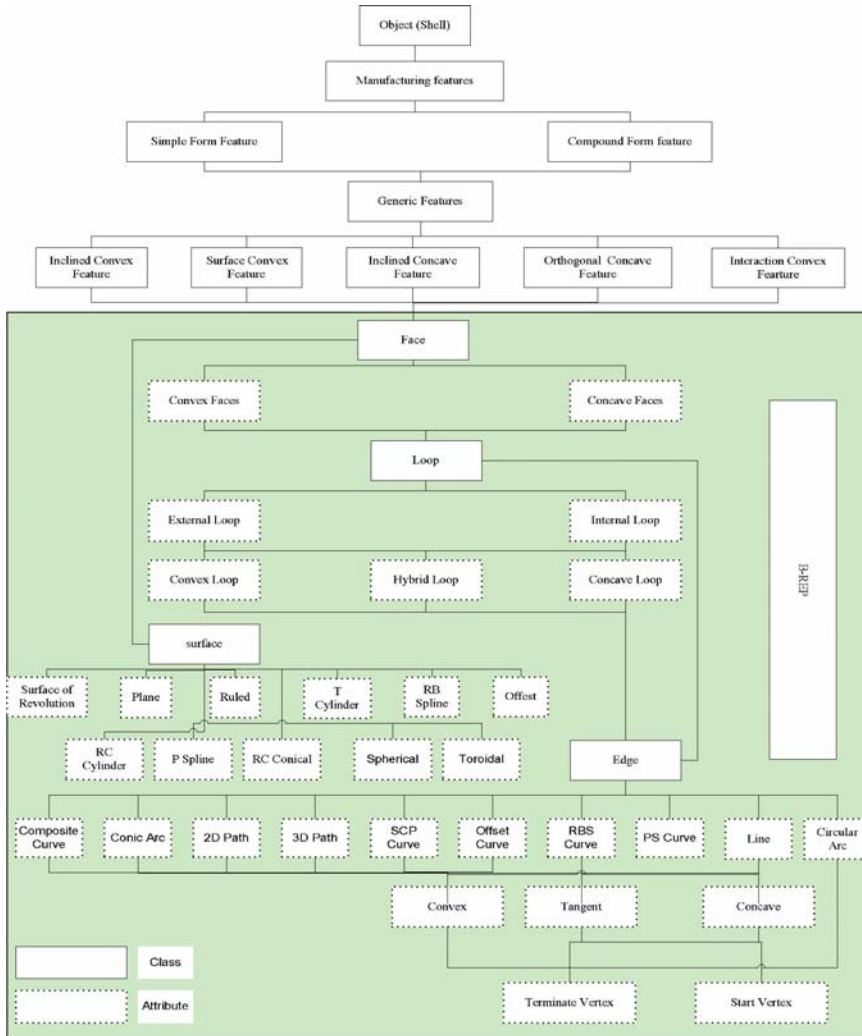 Object (Shell)
Manufacturing features
Simple Form Feature
Compound Form feature
Generic Features
Inclined Convex
Feature
Surface Convex
Feature
Inclined Concave
Feature
Orthogonal Concave
Feature
Interaction Convex
Fearture
Face
Convex Faces
Concave Faces
Loop
External Loop
Internal Loop
Convex Loop
Hybrid Loop
Concave Loop
B-REP
surface
Surface of
Revolution
Plane
Ruled
T
Cylinder
RB
Spline
Offest
RC
Cylinder
P Spline
RC Conical
Spherical
Toroidal
Edge
Composite
Curve
Conic Arc
2D Path
3D Path
SCP
Curve
Offset
Curve
RBS
Curve
PS Curve
Line
Circular
Arc
Convex
Tangent
Concave
Class
Attribute
Terminate Vertex
Start Vertex